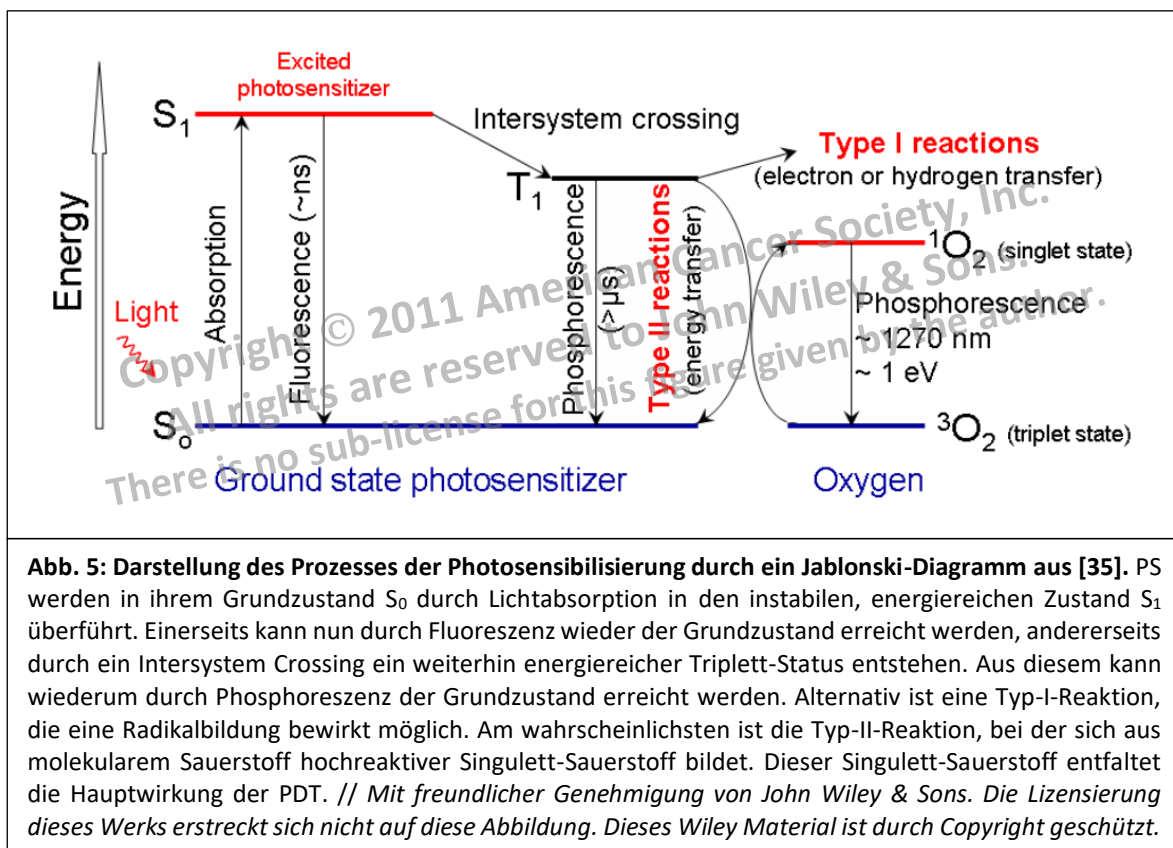 Excited
photosensitizer
S1
Intersystem crossing
Type I reactions
(electron or hydrogen transfer)
T1
Energy
Light
Absorption
Fluorescence (~ns)
Phosphorescence
(>µs)
Type II reactions
(energy transfer)
1O2 (singlet state)
Phosphorescence
~ 1270 nm
~ 1 eV
So
3O2 (triplet state)
Ground state photosensitizer
Oxygen
Copyright © 2011 American Cancer Society, Inc.
All rights are reserved to John Wiley & Sons.
There is no sub-license for this figure given by the author.
Abb. 5: Darstellung des Prozesses der Photosensibilisierung durch ein Jablonski-Diagramm aus [35]. PS
werden in ihrem Grundzustand S0 durch Lichtabsorption in den instabilen, energiereichen Zustand S1
überführt. Einerseits kann nun durch Fluoreszenz wieder der Grundzustand erreicht werden, andererseits
durch ein Intersystem Crossing ein weiterhin energiereicher Triplett-Status entstehen. Aus diesem kann
wiederum durch Phosphoreszenz der Grundzustand erreicht werden. Alternativ ist eine Typ-I-Reaktion,
die eine Radikalbildung bewirkt möglich. Am wahrscheinlichsten ist die Typ-II-Reaktion, bei der sich aus
molekularem Sauerstoff hochreaktiver Singulett-Sauerstoff bildet. Dieser Singulett-Sauerstoff entfaltet
die Hauptwirkung der PDT. // Mit freundlicher Genehmigung von John Wiley & Sons. Die Lizensierung
dieses Werks erstreckt sich nicht auf diese Abbildung. Dieses Wiley Material ist durch Copyright geschützt.